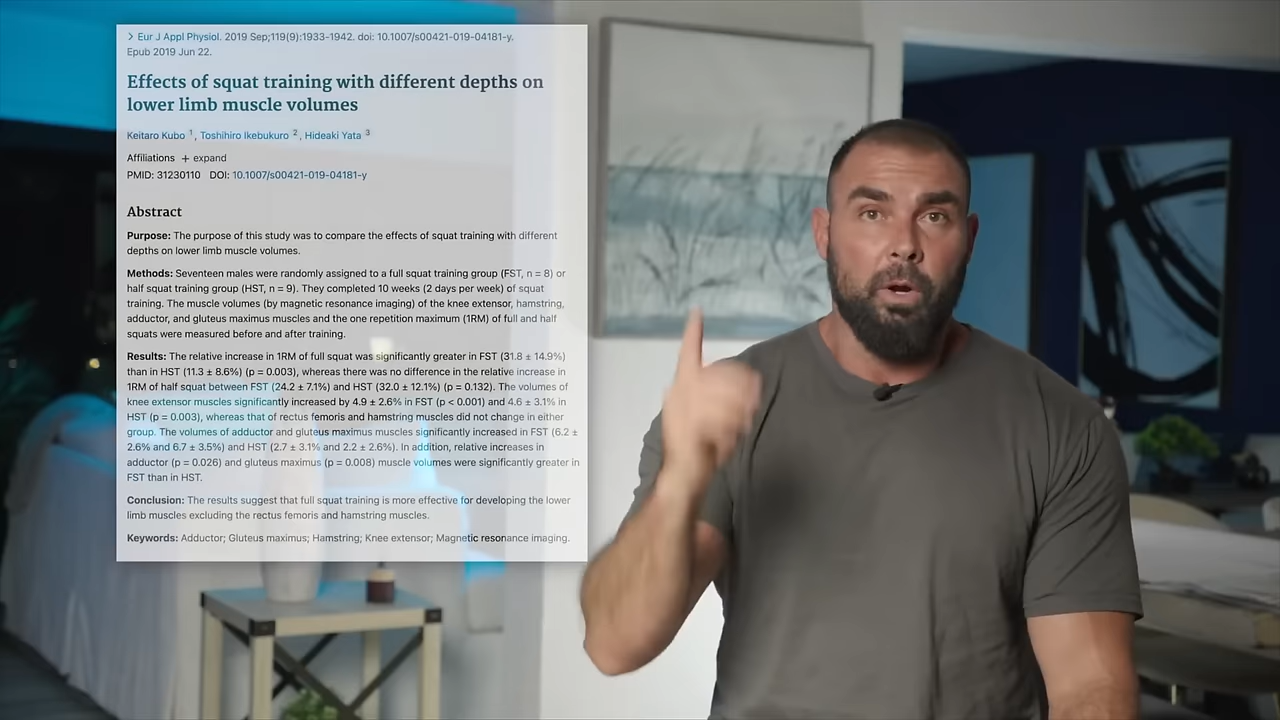 > Eur J Appl Physiol. 2019 Sep;119(9):1933-1942. doi: 10.1007/s00421-019-04181-y.
Epub 2019 Jun 22.
Effects of squat training with different depths on
lower limb muscle volumes
Keitaro Kubo 1, Toshihiro Ikebukuro 2, Hideaki Yata 3
Affiliations + expand
PMID: 31230110 DOI: 10.1007/s00421-019-04181-y
Abstract
Purpose: The purpose of this study was to compare the effects of squat training with different
depths on lower limb muscle volumes.
Methods: Seventeen males were randomly assigned to a full squat training group (FST, n = 8) or
half squat training group (HST, n = 9). They completed 10 weeks (2 days per week) of squat
training. The muscle volumes (by magnetic resonance imaging) of the knee extensor, hamstring,
adductor, and gluteus maximus muscles and the one repetition maximum (1RM) of full and half
squats were measured before and after training.
Results: The relative increase in 1RM of full squat was significantly greater in FST (31.8 ± 14.9%)
than in HST (11.3 ± 8.6%) (p = 0.003), whereas there was no difference in the relative increase in
1RM of half squat between FST (24.2 ± 7.1%) and HST (32.0 ± 12.1%) (p = 0.132). The volumes of
knee extensor muscles significantly increased by 4.9 ± 2.6% in FST (p < 0.001) and 4.6 ± 3.1% in
HST (p = 0.003), whereas that of rectus femoris and hamstring muscles did not change in either
group. The volumes of adductor and gluteus maximus muscles significantly increased in FST (6.2 ±
2.6% and 6.7 ± 3.5%) and HST (2.7 ± 3.1% and 2.2 ± 2.6%). In addition, relative increases in
adductor (p = 0.026) and gluteus maximus (p = 0.008) muscle volumes were significantly greater in
FST than in HST.
Conclusion: The results suggest that full squat training is more effective for developing the lower
limb muscles excluding the rectus femoris and hamstring muscles.
Keywords: Adductor; Gluteus maximus; Hamstring; Knee extensor; Magnetic resonance imaging.